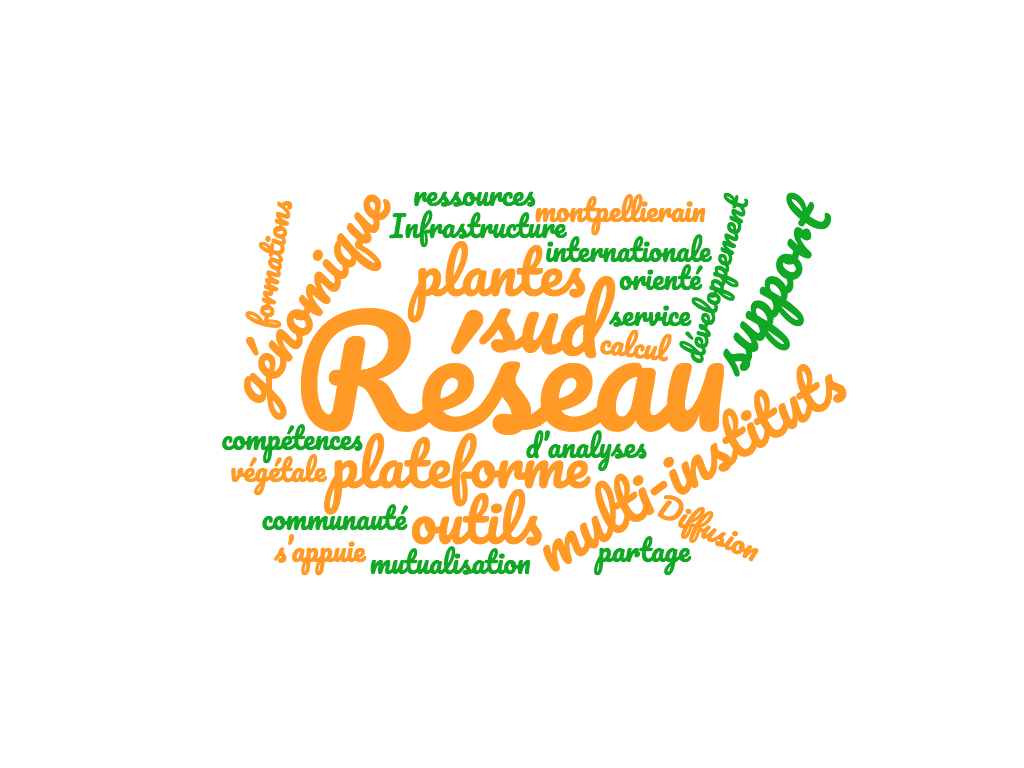 ressources
montpellierain
Infrastructure
formations
génomique
internationale
plantes
orienté
développement
support
sud
service
calcul
Réseau
multi-instituts
compétences
d'analyses
végétale
plateforme
communauté
outils
Diffusion
s'appuie
mutualisation
partage